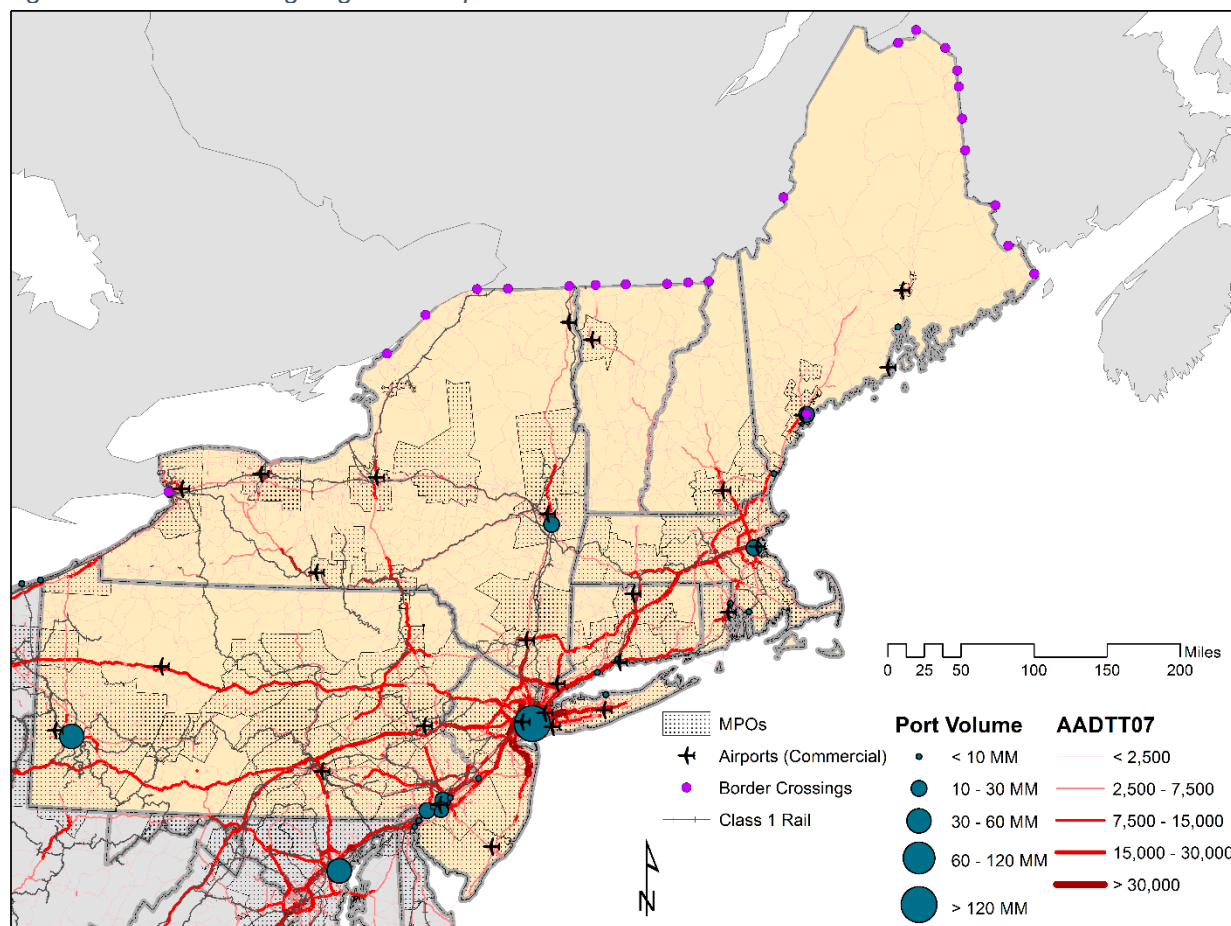 0 25 50 100 150 200 Miles
MPOs
Airports (Commercial)
Border Crossings
Class 1 Rail
N
Port Volume
< 10 MM
10 - 30 MM
30 - 60 MM
60 - 120 MM
> 120 MM
AADTT07
< 2,500
2,500 - 7,500
7,500 - 15,000
15,000 - 30,000
> 30,000